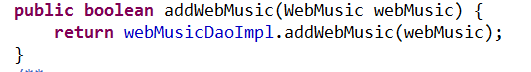 public boolean addWebMusic(WebMusic webMusic) {
    return webMusicDaoImpl.addWebMusic(webMusic);
}